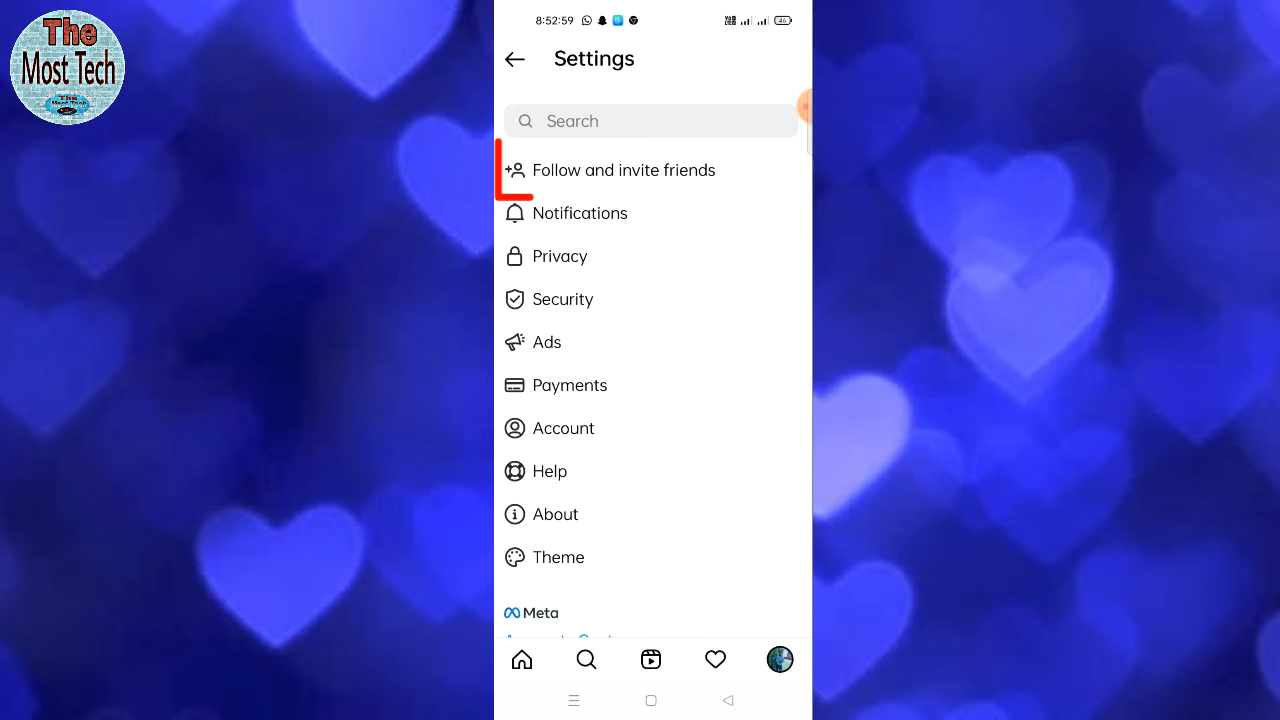 The
Most Tech
8:52:59
46
Settings
Search
Follow and invite friends
Notifications
Privacy
Security
Ads
Payments
Account
Help
About
Theme
Meta